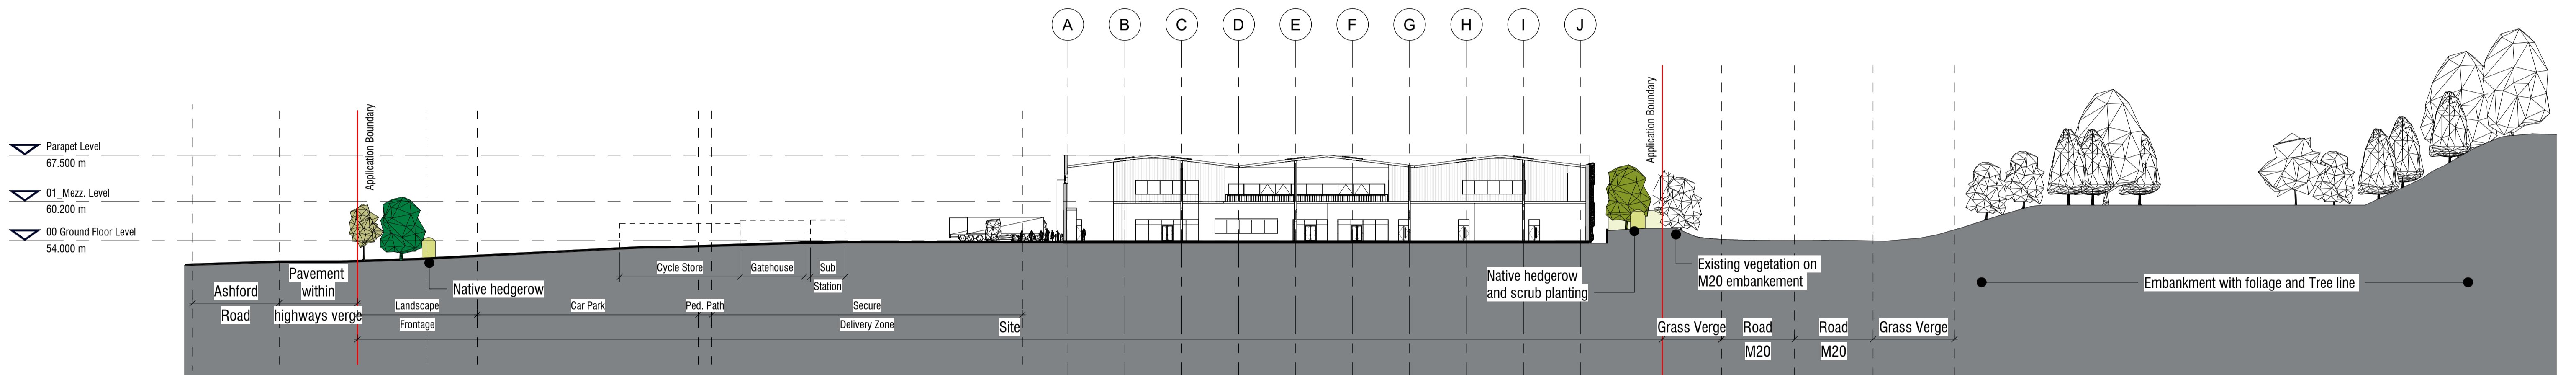 A B C D E F G H I J
Application Boundary
Application Boundary
Parapet Level
67.500 m
01_Mezz. Level
60.200 m
00 Ground Floor Level
54.000 m
Ashford
Road
Pavement
within
highways verge
Landscape
Frontage
Native hedgerow
Car Park
Cycle Store
Ped. Path
Gatehouse
Sub
Station
Secure
Delivery Zone
Site
Native hedgerow
and scrub planting
Existing vegetation on
M20 embankement
Grass Verge
Road
M20
Road
M20
Grass Verge
Embankment with foliage and Tree line